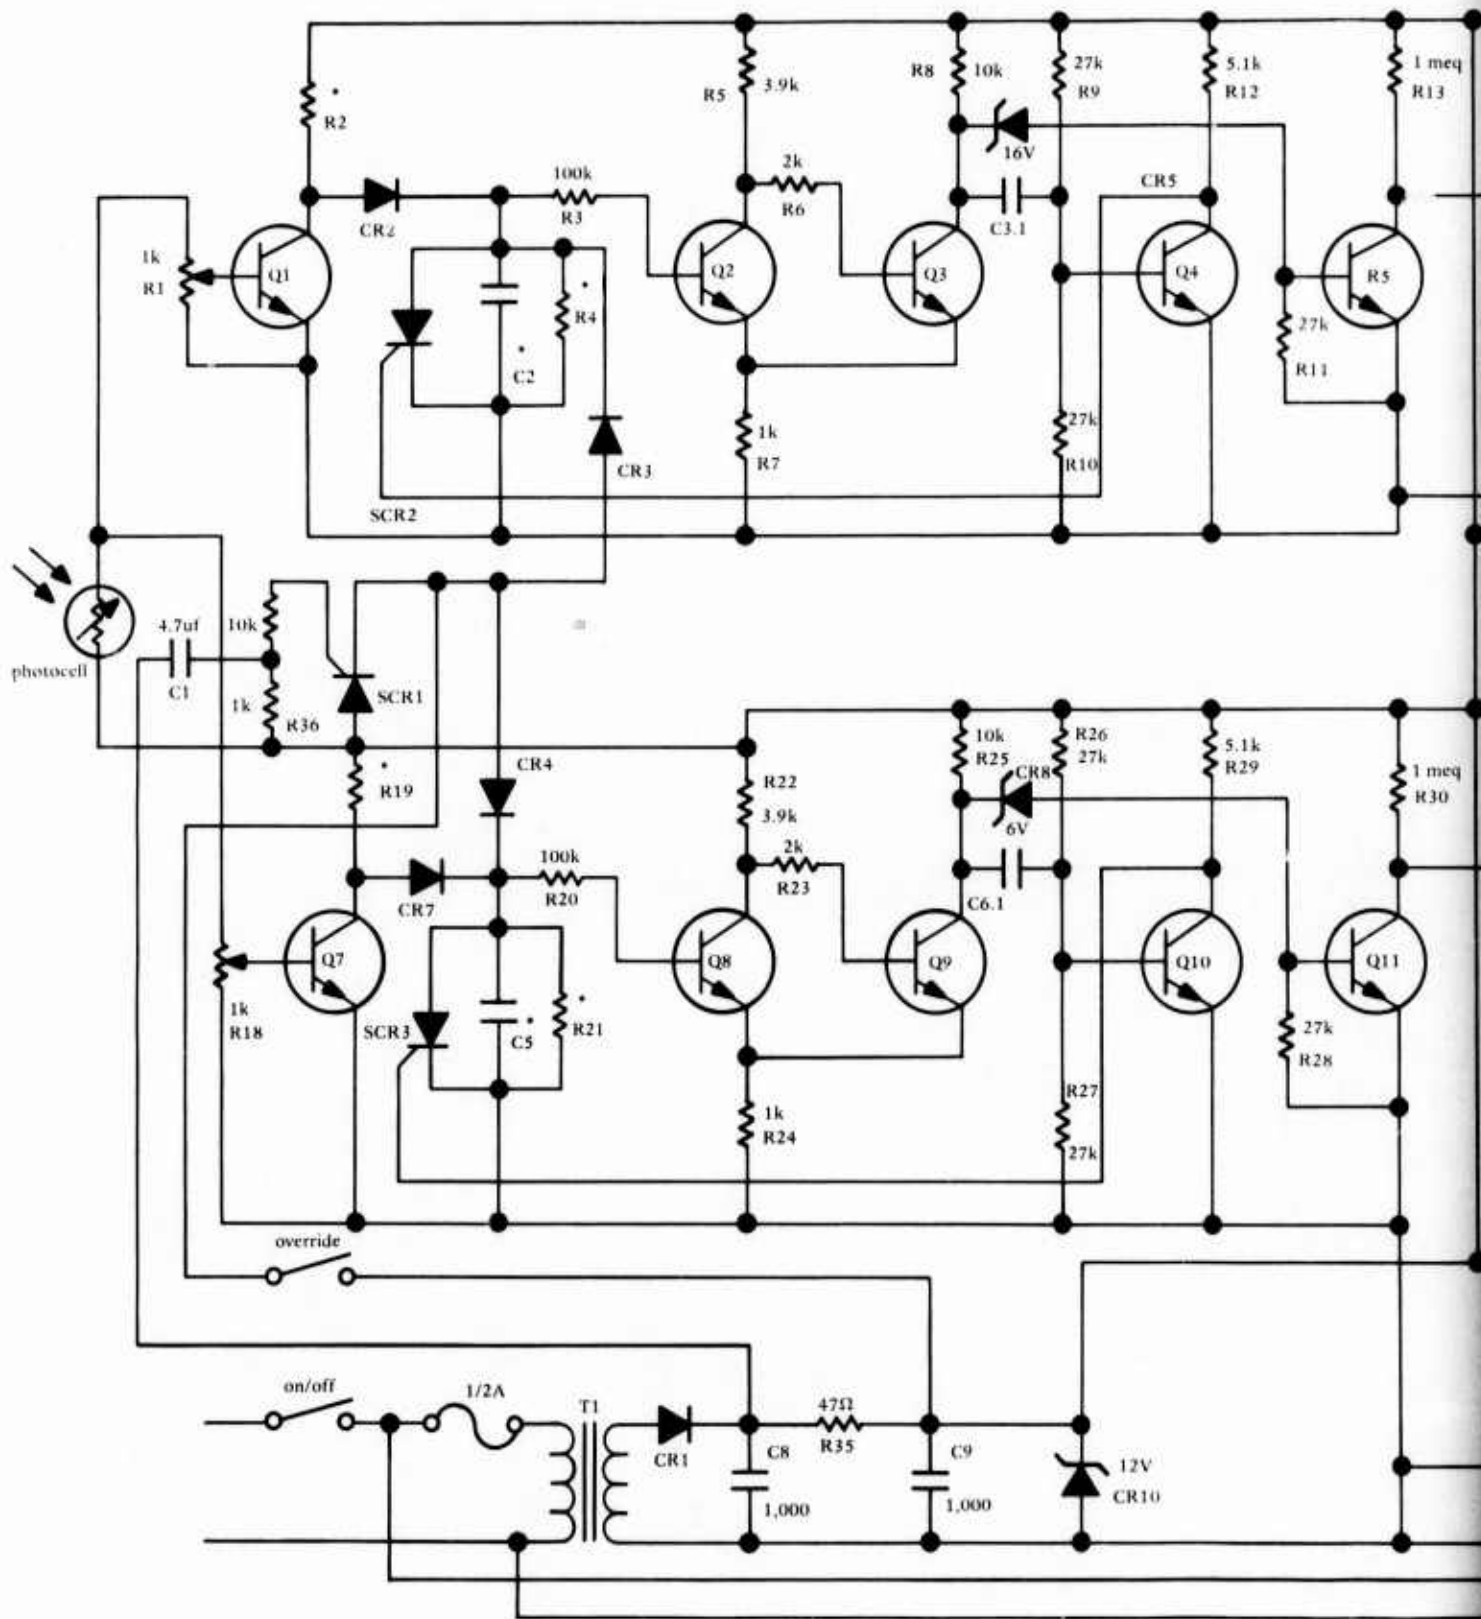 R2
R5
3.9k
R8
10k
27k
R9
5.1k
R12
1 meq
R13
16V
1k
R1
Q1
CR2
100k
R3
2k
R6
C3.1
CR5
Q2
Q3
Q4
R5
R4
C2
27k
R11
CR3
1k
R7
27k
R10
SCR2
photocell
4.7uf
C1
10k
1k
R36
SCR1
R19
CR4
R22
3.9k
10k
R25
R26
27k
CR8
6V
5.1k
R29
1 meq
R30
CR7
100k
R20
2k
R23
C6.1
Q7
1k
R18
SCR3
C5
R21
Q8
Q9
Q10
Q11
27k
R28
1k
R24
R27
27k
override
on/off
1/2A
T1
CR1
C8
1,000
47Ω
R35
C9
1,000
12V
CR10